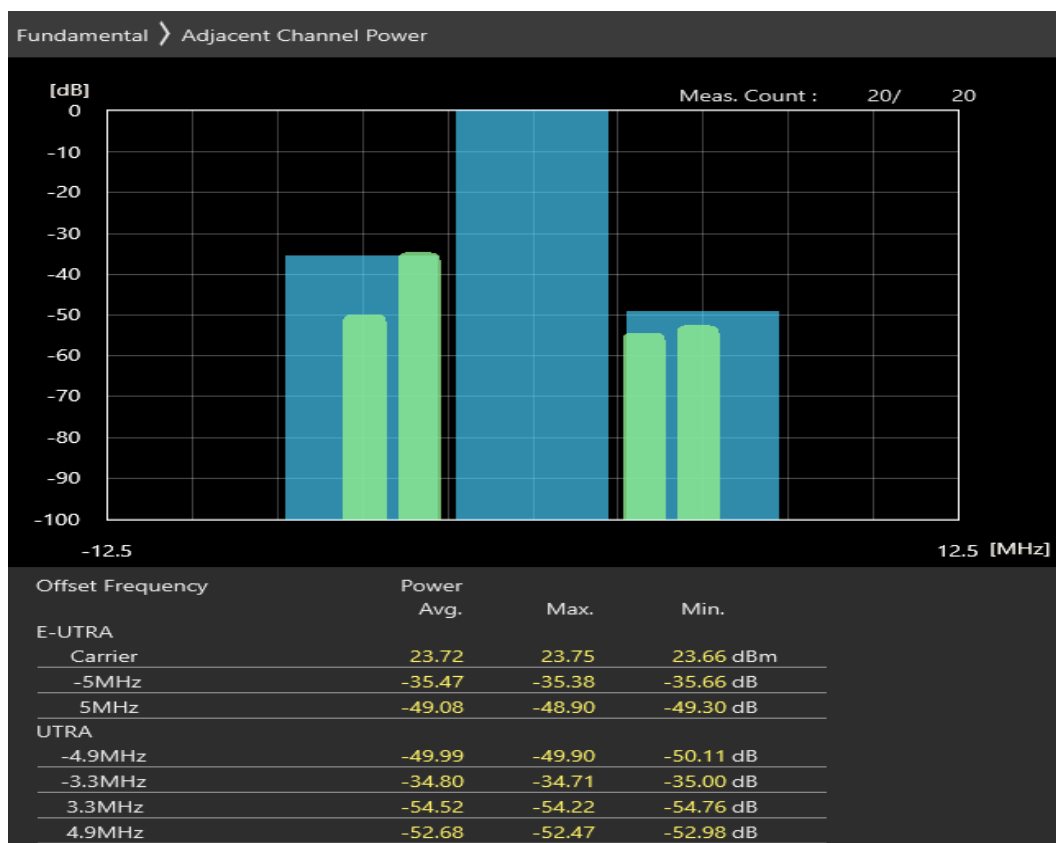 Fundamental 〉 Adjacent Channel Power
[dB]
Meas. Count : 20/ 20
0
-10
-20
-30
-40
-50
-60
-70
-80
-90
-100
-12.5 12.5 [MHz]
Offset Frequency Power
Avg. Max. Min.
E-UTRA
Carrier 23.72 23.75 23.66 dBm
-5MHz -35.47 -35.38 -35.66 dB
5MHz -49.08 -48.90 -49.30 dB
UTRA
-4.9MHz -49.99 -49.90 -50.11 dB
-3.3MHz -34.80 -34.71 -35.00 dB
3.3MHz -54.52 -54.22 -54.76 dB
4.9MHz -52.68 -52.47 -52.98 dB